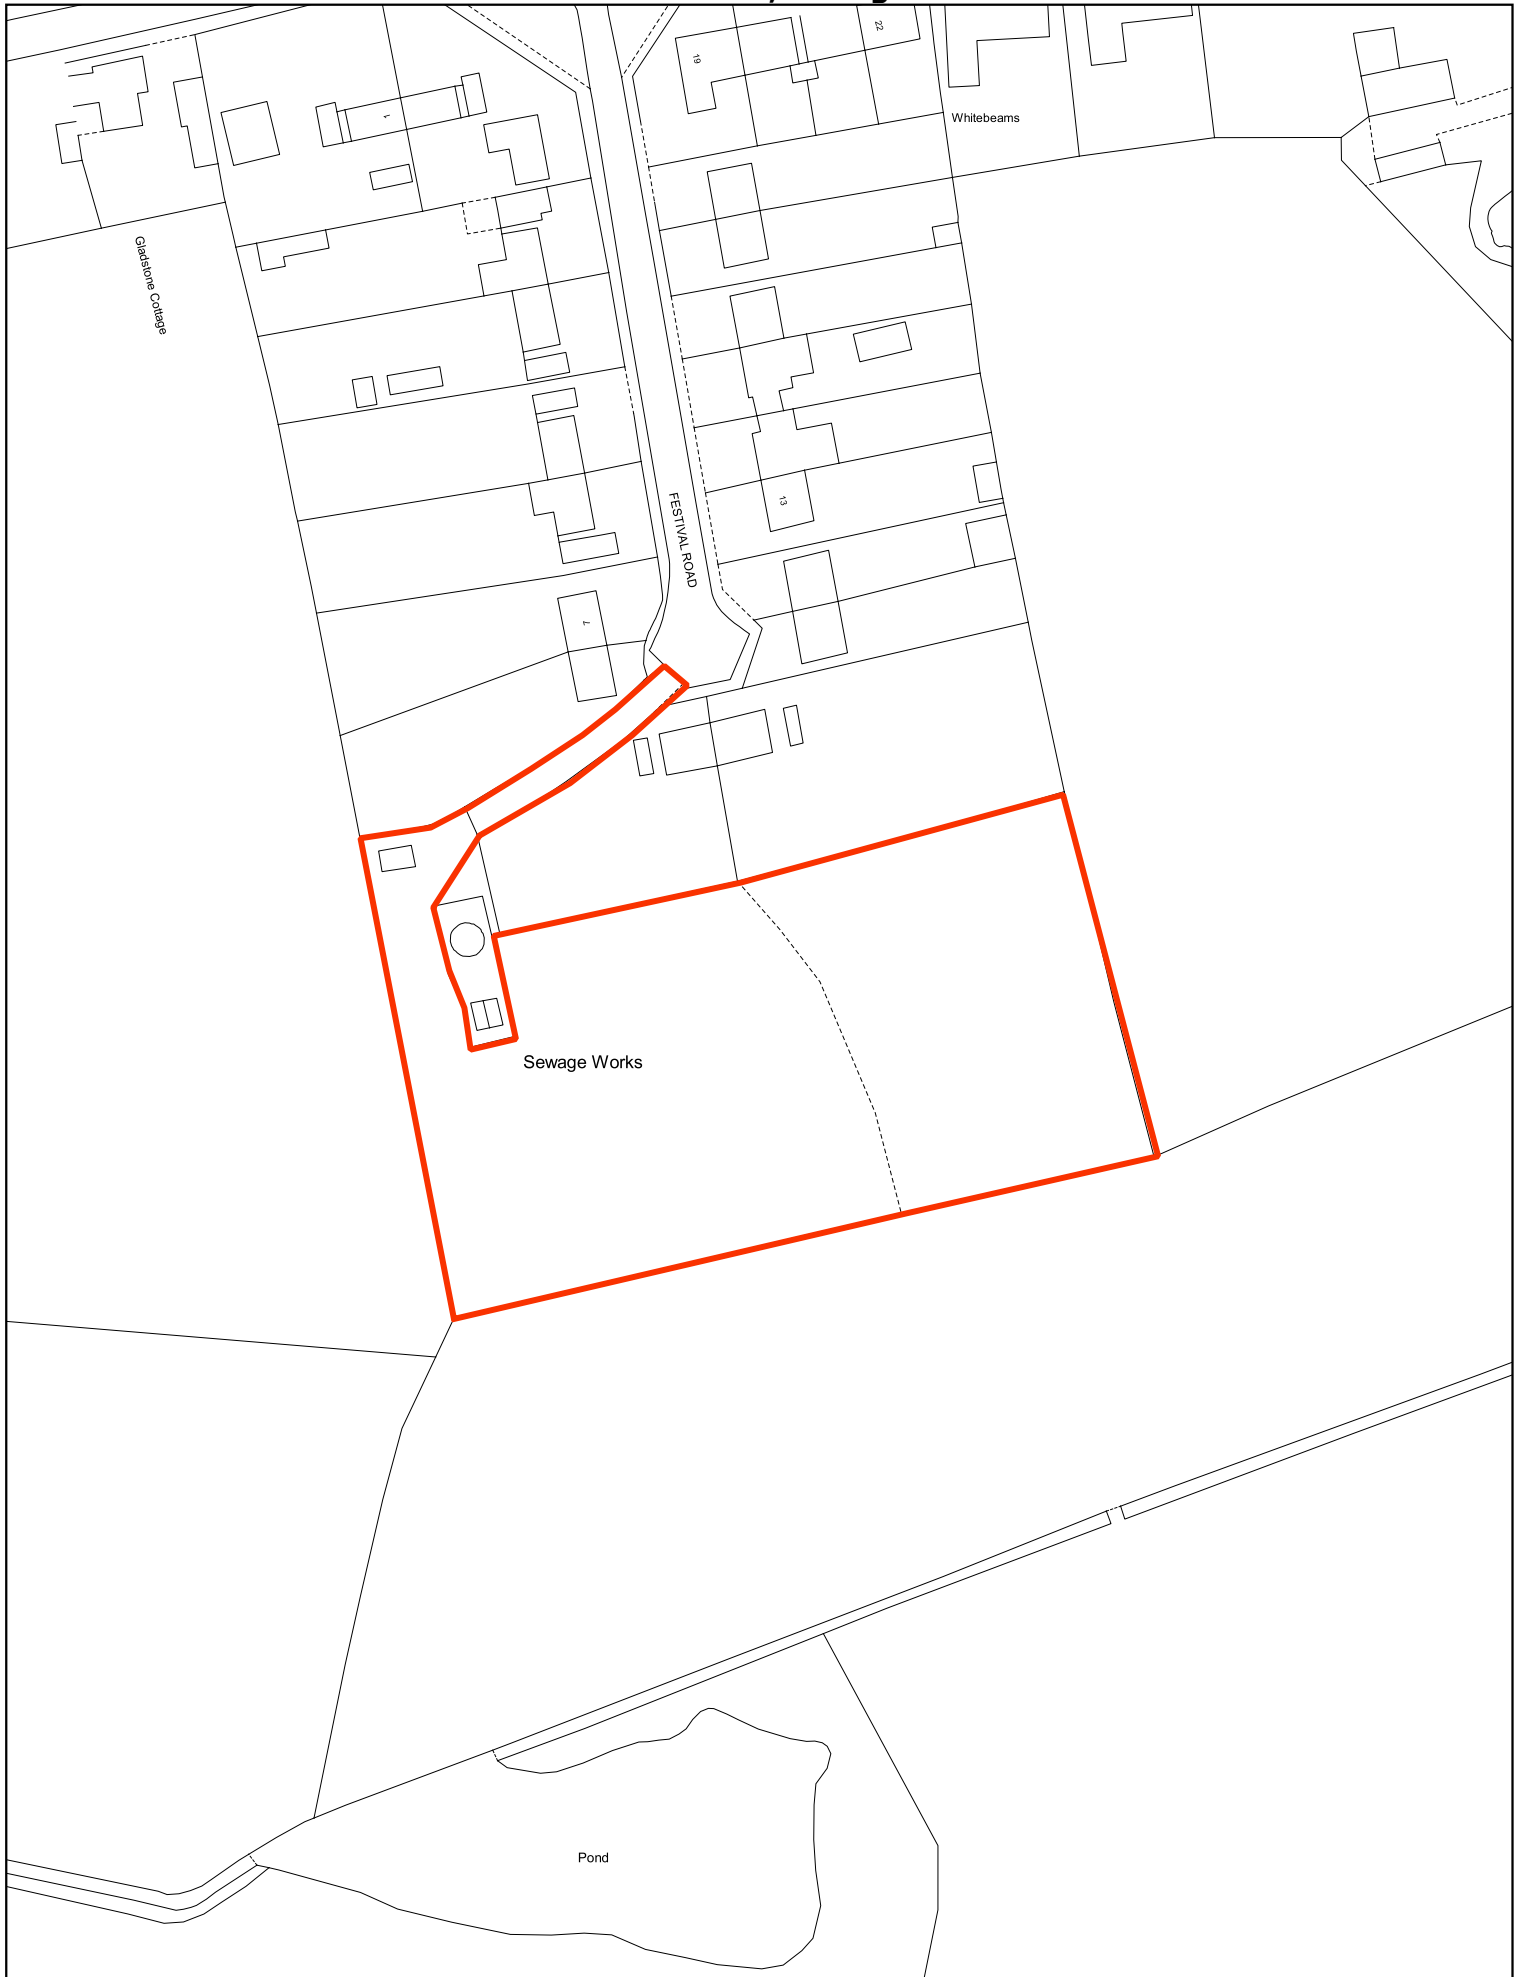 22
19
1
Whitebeams
Gladstone Cottage
13
FESTIVAL ROAD
7
Sewage Works
Pond